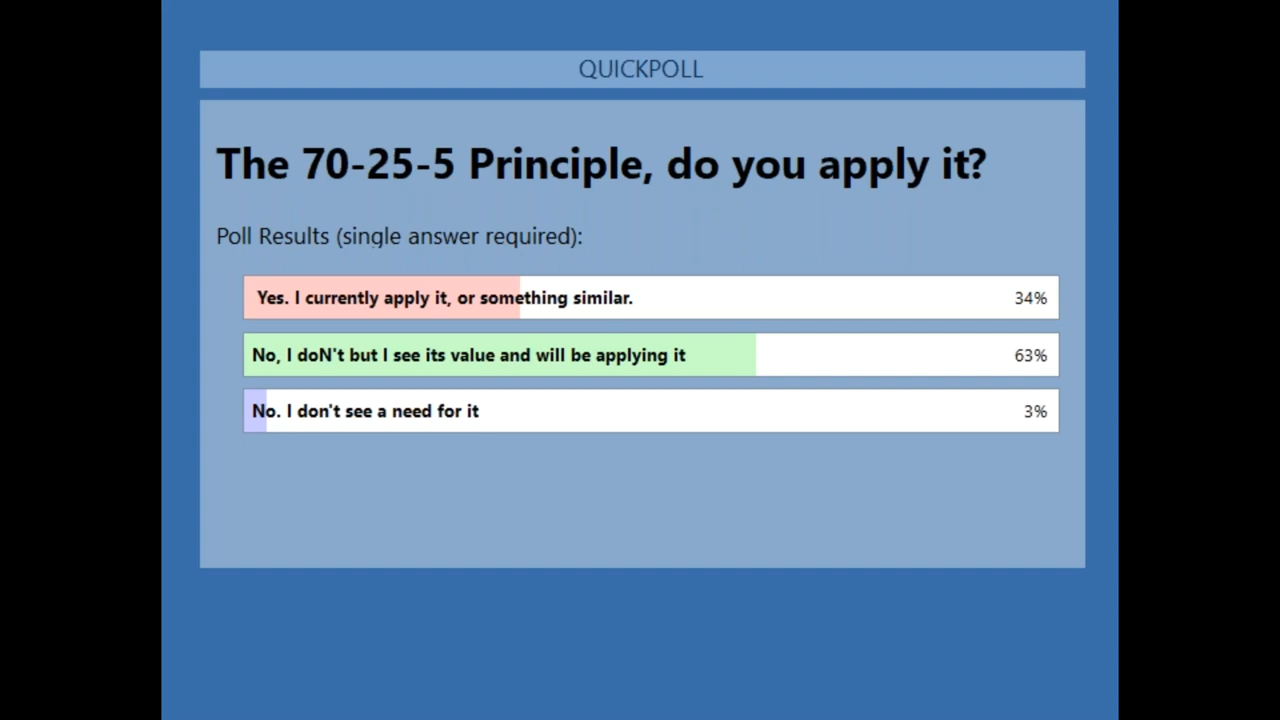 QUICKPOLL
The 70-25-5 Principle, do you apply it?
Poll Results (single answer required):
Yes. I currently apply it, or something similar. 34%
No, I doN't but I see its value and will be applying it 63%
No. I don't see a need for it 3%